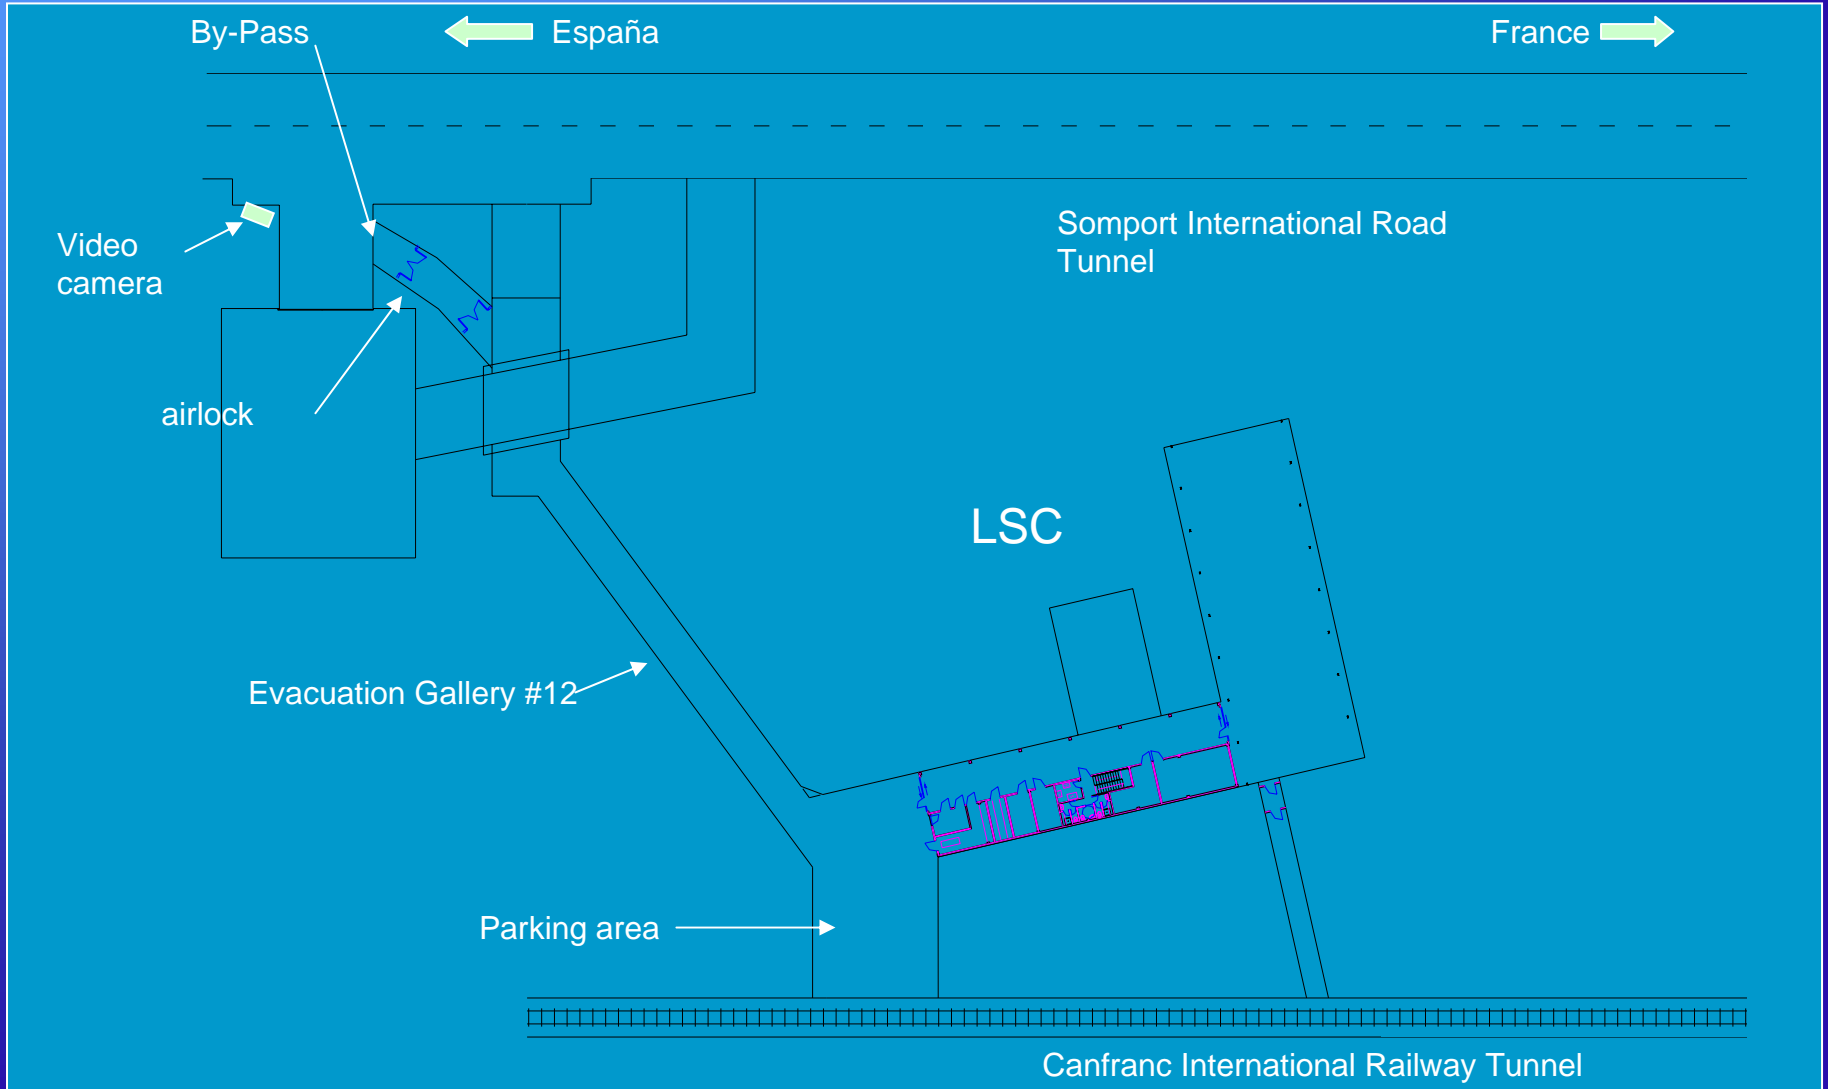 By-Pass
España
France
Somport International Road
Tunnel
Video
camera
airlock
LSC
Evacuation Gallery #12
Parking area
Canfranc International Railway Tunnel